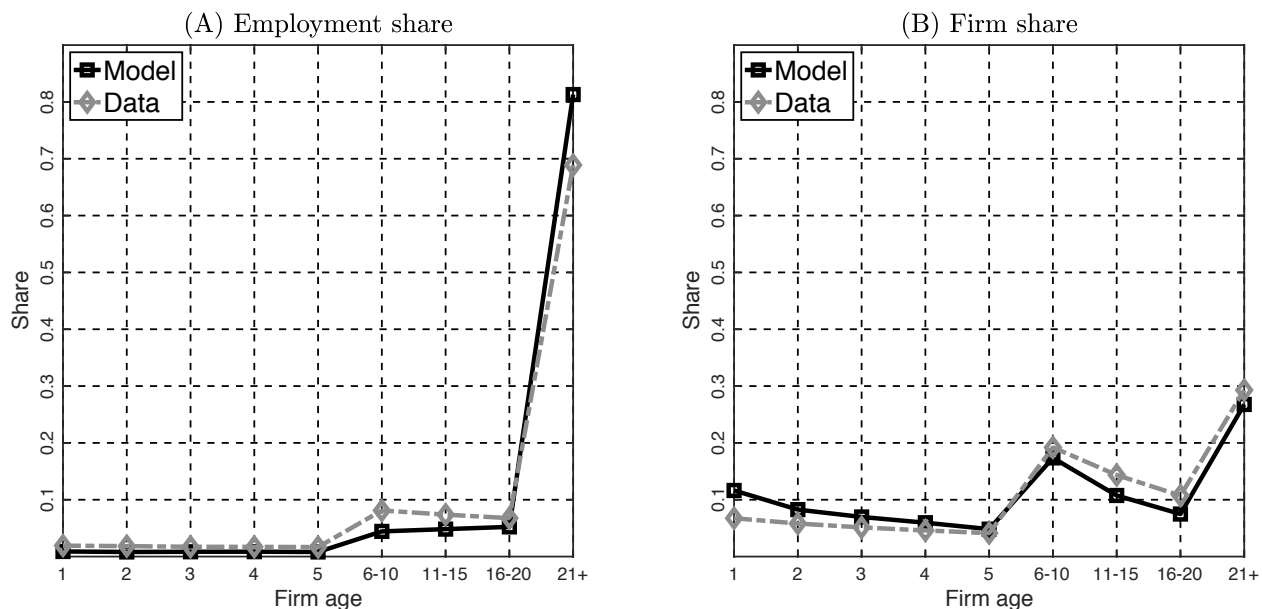 (A) Employment share
Model
Data
Share
0.8
0.7
0.6
0.5
0.4
0.3
0.2
0.1
1 2 3 4 5 6-10 11-15 16-20 21+
Firm age
(B) Firm share
Model
Data
Share
0.8
0.7
0.6
0.5
0.4
0.3
0.2
0.1
1 2 3 4 5 6-10 11-15 16-20 21+
Firm age